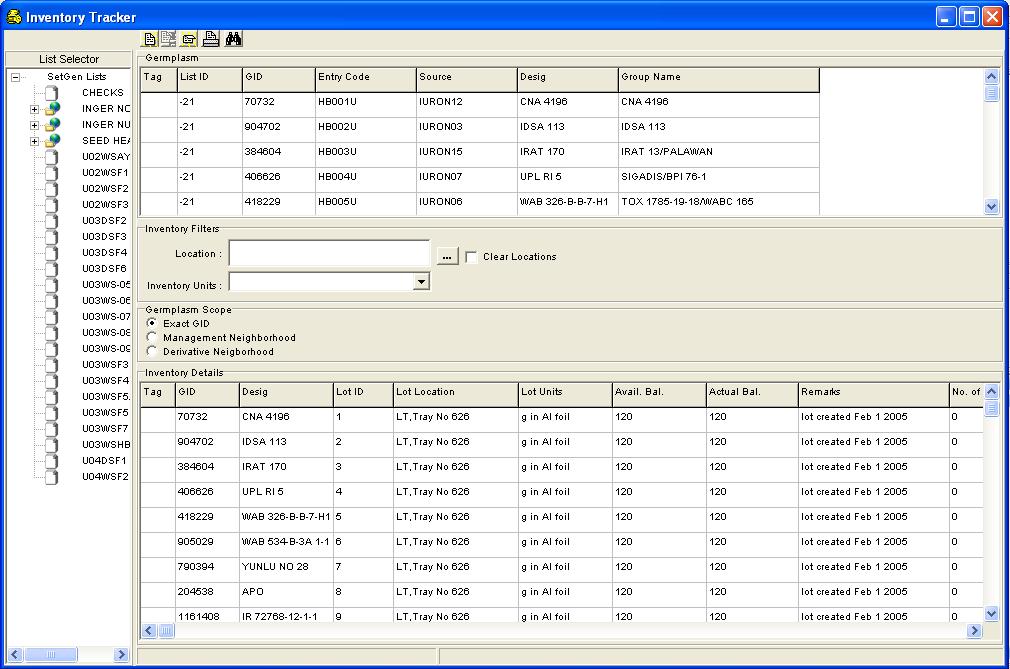 Inventory Tracker
List Selector
SetGen Lists
CHECKS
INGER NO
INGER NU
SEED HEA
U02WSAY
U02WSF1
U02WSF2
U02WSF3
U03DSF2
U03DSF3
U03DSF4
U03DSF6
U03WS-05
U03WS-06
U03WS-07
U03WS-08
U03WS-09
U03WSF3
U03WSF4
U03WSF5.
U03WSF5
U03WSF7
U03WSHB
U04DSF1
U04WSF2
Germplasm
Tag List ID GID Entry Code Source Desig Group Name
-21 70732 HB001U IURON12 CNA 4196 CNA 4196
-21 904702 HB002U IURON03 IDSA 113 IDSA 113
-21 384604 HB003U IURON15 IRAT 170 IRAT 13/PALAWAN
-21 406626 HB004U IURON07 UPL RI 5 SIGADIS/BPI 76-1
-21 418229 HB005U IURON06 WAB 326-B-B-7-H1 TOX 1785-19-18/WABC 165
Inventory Filters
Location : ... Clear Locations
Inventory Units :
Germplasm Scope
Exact GID
Management Neighborhood
Derivative Neigborhood
Inventory Details
Tag GID Desig Lot ID Lot Location Lot Units Avail. Bal. Actual Bal. Remarks No. of
70732 CNA 4196 1 LT,Tray No 626 g in Al foil 120 120 lot created Feb 1 2005 0
904702 IDSA 113 2 LT,Tray No 626 g in Al foil 120 120 lot created Feb 1 2005 0
384604 IRAT 170 3 LT,Tray No 626 g in Al foil 120 120 lot created Feb 1 2005 0
406626 UPL RI 5 4 LT,Tray No 626 g in Al foil 120 120 lot created Feb 1 2005 0
418229 WAB 326-B-B-7-H1 5 LT,Tray No 626 g in Al foil 120 120 lot created Feb 1 2005 0
905029 WAB 534-B-3A 1-1 6 LT,Tray No 626 g in Al foil 120 120 lot created Feb 1 2005 0
790394 YUNLU NO 28 7 LT,Tray No 626 g in Al foil 120 120 lot created Feb 1 2005 0
204538 APO 8 LT,Tray No 626 g in Al foil 120 120 lot created Feb 1 2005 0
1161408 IR 72768-12-1-1 9 LT,Tray No 626 g in Al foil 120 120 lot created Feb 1 2005 0